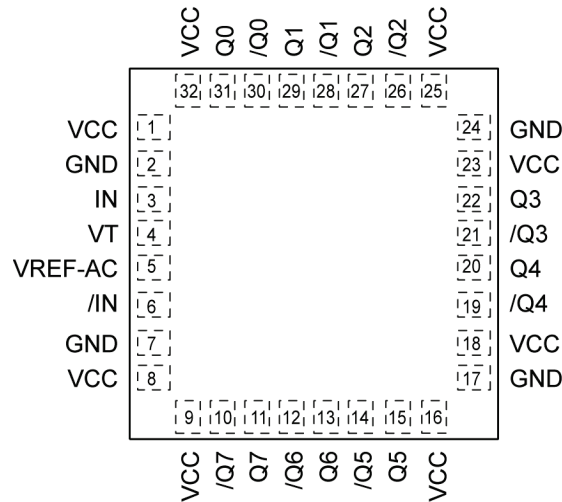 VCC Q0 /Q0 Q1 /Q1 Q2 /Q2 VCC
32 31 30 29 28 27 26 25
VCC 1 24 GND
GND 2 23 VCC
IN 3 22 Q3
VT 4 21 /Q3
VREF-AC 5 20 Q4
/IN 6 19 /Q4
GND 7 18 VCC
VCC 8 17 GND
9 10 11 12 13 14 15 16
VCC /Q7 Q7 /Q6 Q6 /Q5 Q5 VCC